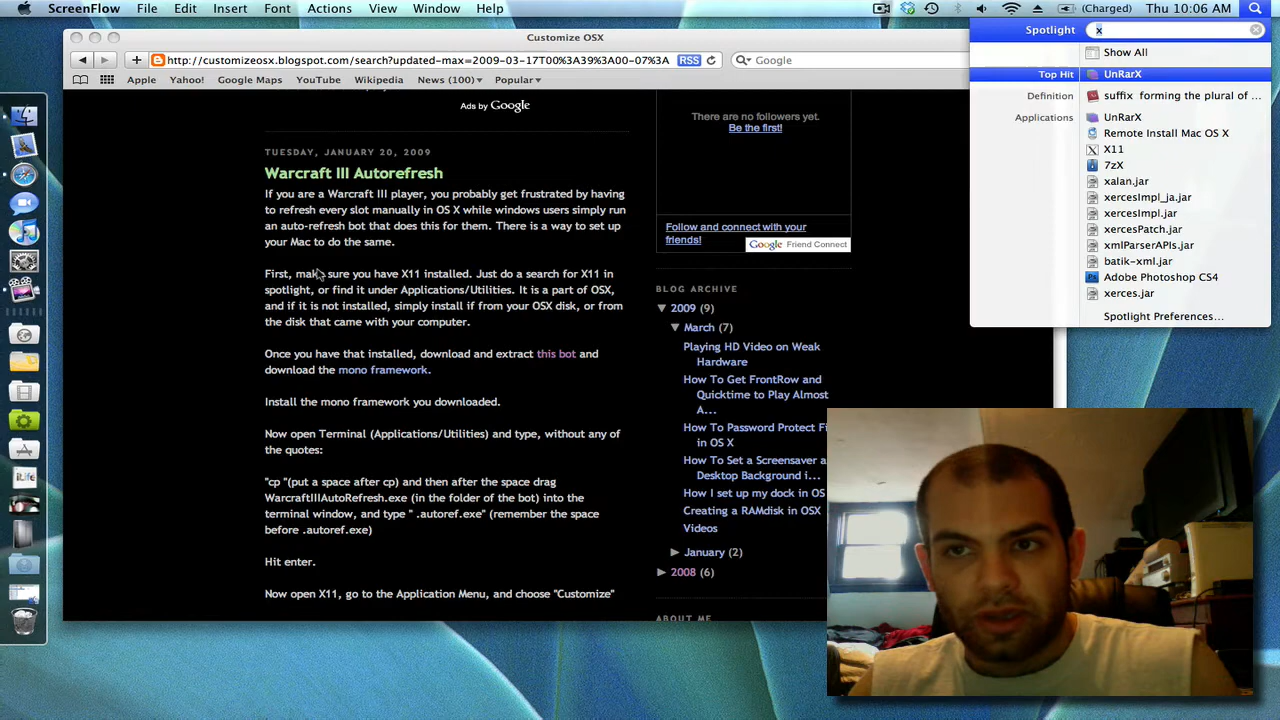 ScreenFlow File Edit Insert Font Actions View Window Help (Charged) Thu 10:06 AM
Customize OSX
http://customizeosx.blogspot.com/search?updated-max=2009-03-17T00%3A39%3A00-07%3A RSS Google
Apple Yahoo! Google Maps YouTube Wikipedia News (100) Popular
Spotlight x
Show All
Top Hit UnRarX
Definition suffix forming the plural of ...
Applications UnRarX
Remote Install Mac OS X
X11
7zX
xalan.jar
xercesImpl_ja.jar
xercesImpl.jar
xercesPatch.jar
xmlParserAPIs.jar
batik-xml.jar
Adobe Photoshop CS4
xerces.jar
Spotlight Preferences...
Ads by Google
TUESDAY, JANUARY 20, 2009
Warcraft III Autorefresh
If you are a Warcraft III player, you probably get frustrated by having
to refresh every slot manually in OS X while windows users simply run
an auto-refresh bot that does this for them. There is a way to set up
your Mac to do the same.
First, make sure you have X11 installed. Just do a search for X11 in
spotlight, or find it under Applications/Utilities. It is a part of OSX,
and if it is not installed, simply install if from your OSX disk, or from
the disk that came with your computer.
Once you have that installed, download and extract this bot and
download the mono framework.
Install the mono framework you downloaded.
Now open Terminal (Applications/Utilities) and type, without any of
the quotes:
"cp "(put a space after cp) and then after the space drag
WarcraftIIIAutoRefresh.exe (in the folder of the bot) into the
terminal window, and type " .autoref.exe" (remember the space
before .autoref.exe)
Hit enter.
Now open X11, go to the Application Menu, and choose "Customize"
There are no followers yet.
Be the first!
Follow and connect with your
friends!
Google Friend Connect
BLOG ARCHIVE
▼ 2009 (9)
▼ March (7)
Playing HD Video on Weak
Hardware
How To Get FrontRow and
Quicktime to Play Almost
A...
How To Password Protect Fi
in OS X
How To Set a Screensaver a
Desktop Background i...
How I set up my dock in OS
Creating a RAMdisk in OSX
Videos
► January (2)
► 2008 (6)
ABOUT ME
iLife